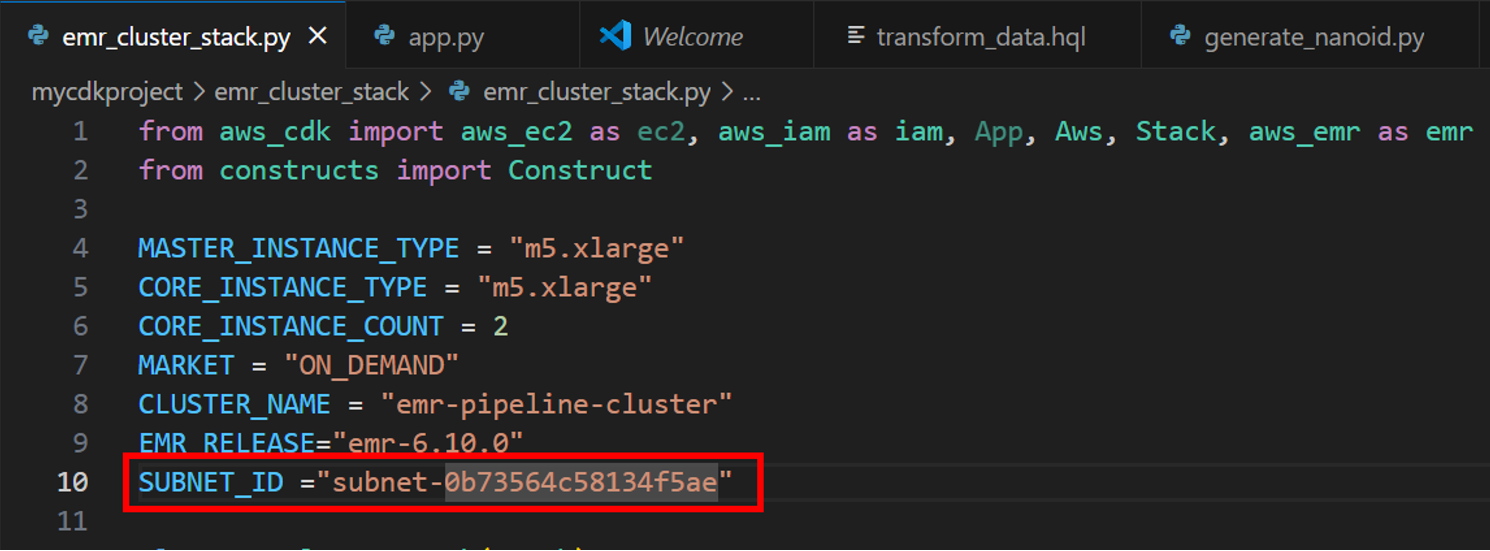 emr_cluster_stack.py
app.py
Welcome
transform_data.hql
generate_nanoid.py
mycdkproject > emr_cluster_stack > emr_cluster_stack.py > ...
1 from aws_cdk import aws_ec2 as ec2, aws_iam as iam, App, Aws, Stack, aws_emr as emr
2 from constructs import Construct
3
4 MASTER_INSTANCE_TYPE = "m5.xlarge"
5 CORE_INSTANCE_TYPE = "m5.xlarge"
6 CORE_INSTANCE_COUNT = 2
7 MARKET = "ON_DEMAND"
8 CLUSTER_NAME = "emr-pipeline-cluster"
9 EMR_RELEASE="emr-6.10.0"
10 SUBNET_ID ="subnet-0b73564c58134f5ae"
11